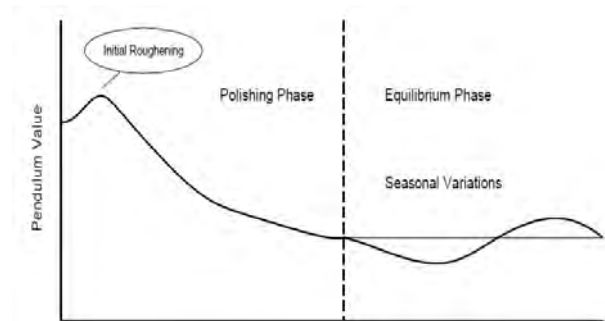 Initial Roughening
Polishing Phase
Equilibrium Phase
Seasonal Variations
Pendulum Value